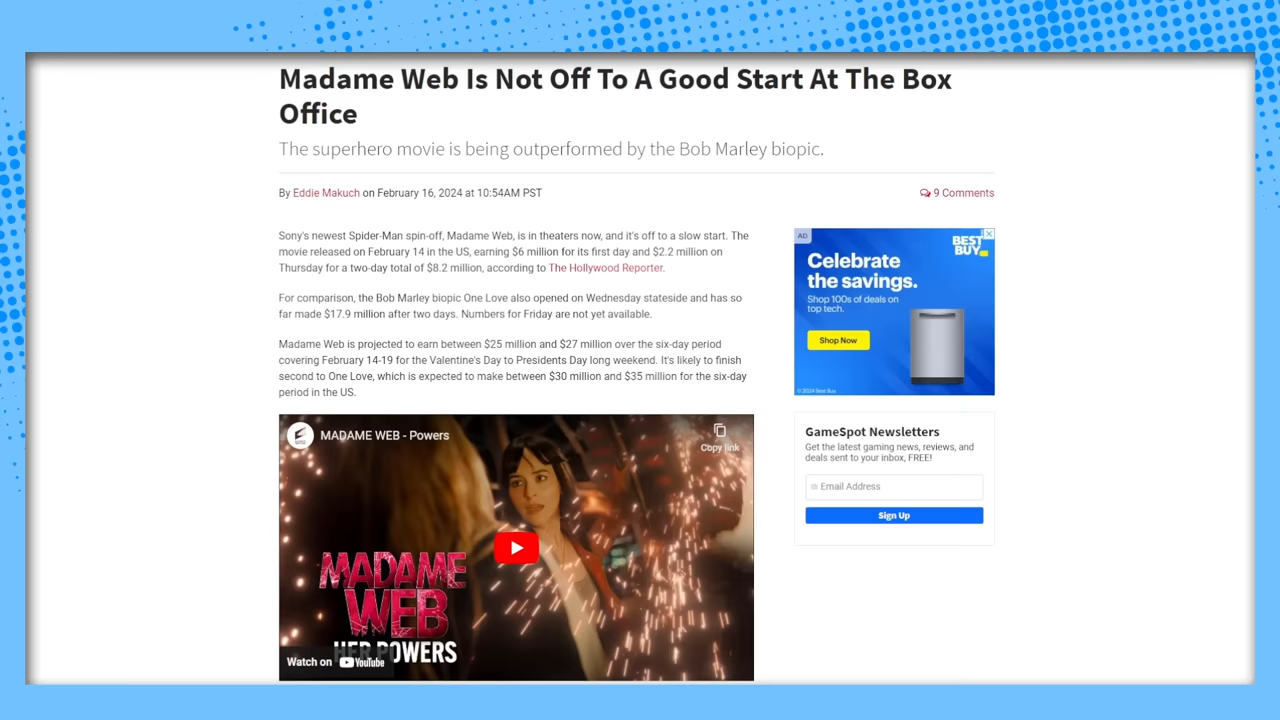 Madame Web Is Not Off To A Good Start At The Box
Office
The superhero movie is being outperformed by the Bob Marley biopic.
By Eddie Makuch on February 16, 2024 at 10:54AM PST
9 Comments
Sony's newest Spider-Man spin-off, Madame Web, is in theaters now, and it's off to a slow start. The
movie released on February 14 in the US, earning $6 million for its first day and $2.2 million on
Thursday for a two-day total of $8.2 million, according to The Hollywood Reporter.
For comparison, the Bob Marley biopic One Love also opened on Wednesday stateside and has so
far made $17.9 million after two days. Numbers for Friday are not yet available.
Madame Web is projected to earn between $25 million and $27 million over the six-day period
covering February 14-19 for the Valentine's Day to Presidents Day long weekend. It's likely to finish
second to One Love, which is expected to make between $30 million and $35 million for the six-day
period in the US.
MADAME WEB - Powers
Copy link
MADAME
WEB
HER POWERS
Watch on YouTube
AD
BEST
BUY
Celebrate
the savings.
Shop 100s of deals on
top tech.
Shop Now
© 2024 Best Buy
GameSpot Newsletters
Get the latest gaming news, reviews, and
deals sent to your inbox, FREE!
Email Address
Sign Up